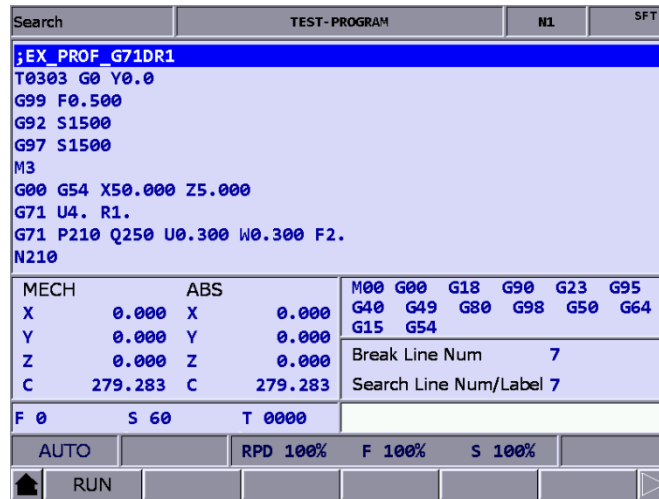 Search TEST-PROGRAM N1 SFT
;EX_PROF_G71DR1
T0303 G0 Y0.0
G99 F0.500
G92 S1500
G97 S1500
M3
G00 G54 X50.000 Z5.000
G71 U4. R1.
G71 P210 Q250 U0.300 W0.300 F2.
N210
MECH ABS
X 0.000 X 0.000
Y 0.000 Y 0.000
Z 0.000 Z 0.000
C 279.283 C 279.283
M00 G00 G18 G90 G23 G95
G40 G49 G80 G98 G50 G64
G15 G54
Break Line Num 7
Search Line Num/Label 7
F 0 S 60 T 0000
AUTO RPD 100% F 100% S 100%
RUN